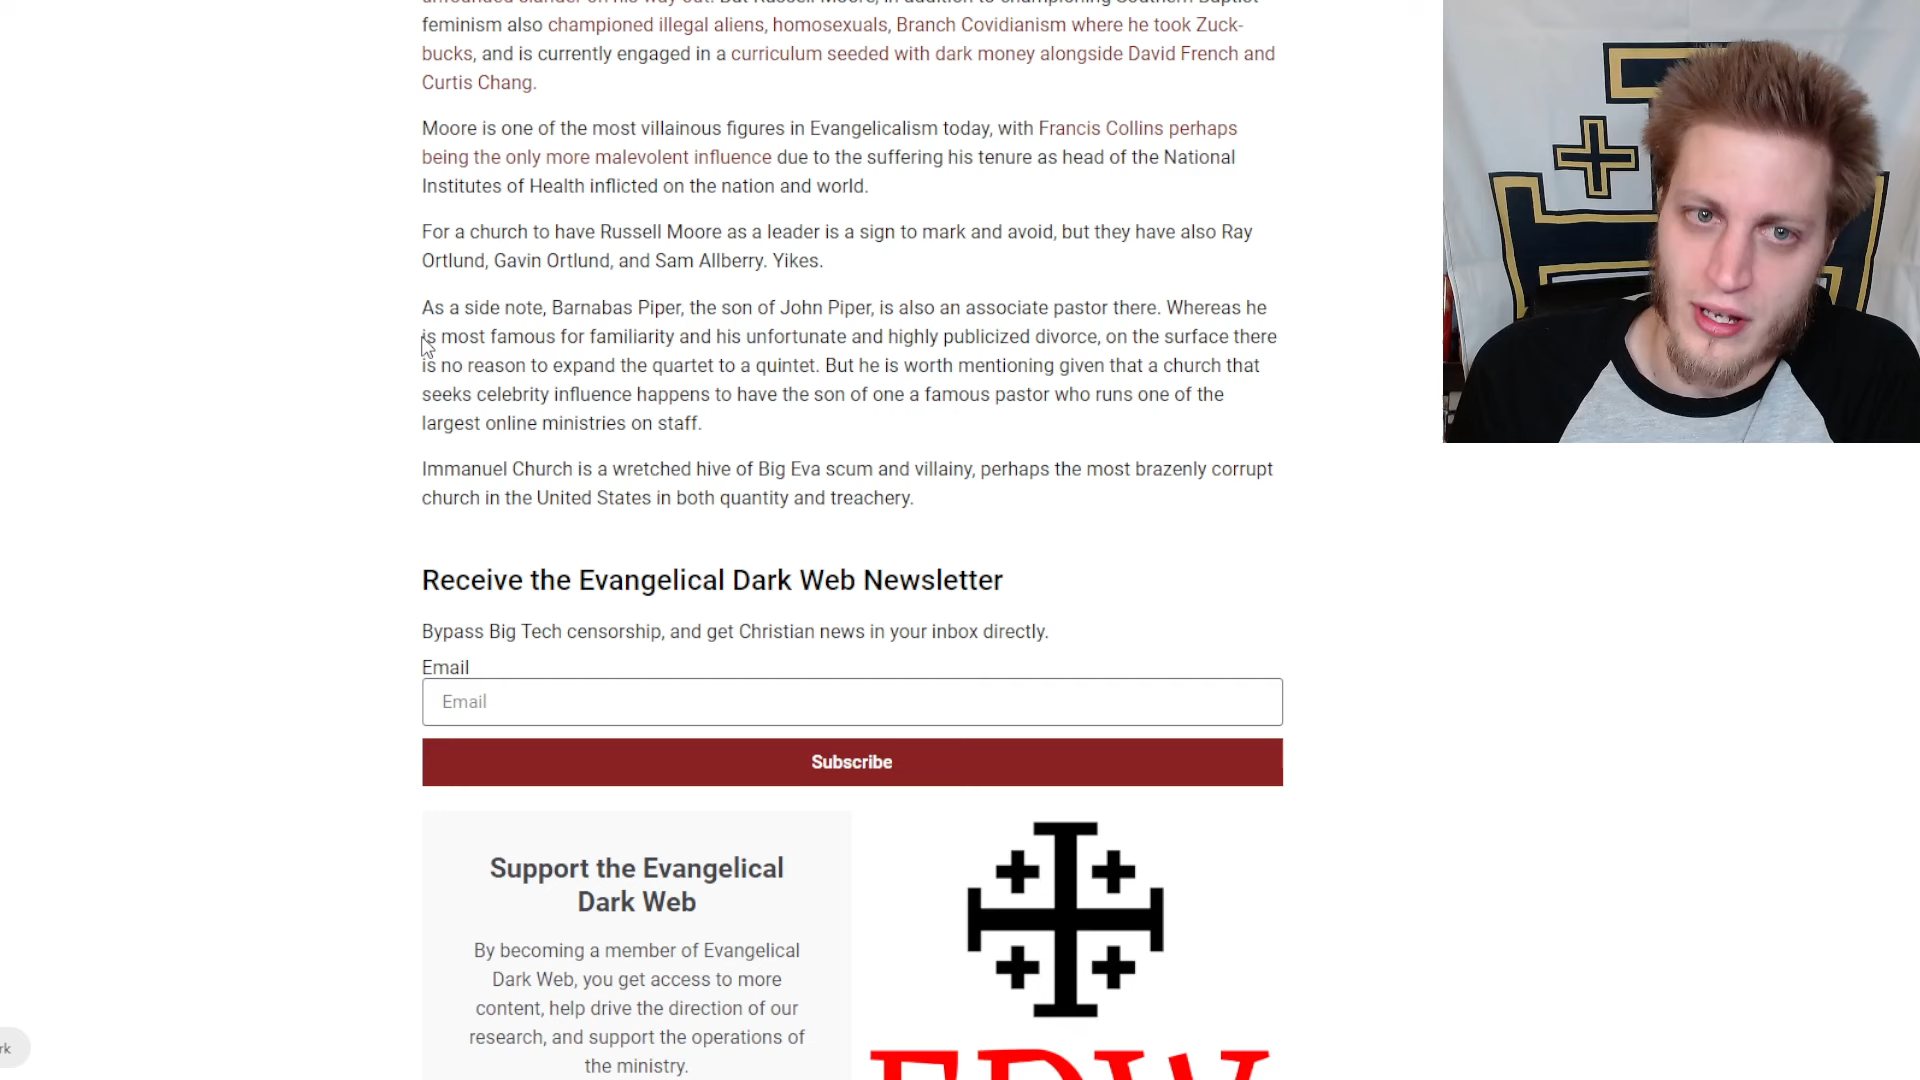 feminism also championed illegal aliens, homosexuals, Branch Covidianism where he took Zuck-
bucks, and is currently engaged in a curriculum seeded with dark money alongside David French and
Curtis Chang.
Moore is one of the most villainous figures in Evangelicalism today, with Francis Collins perhaps
being the only more malevolent influence due to the suffering his tenure as head of the National
Institutes of Health inflicted on the nation and world.
For a church to have Russell Moore as a leader is a sign to mark and avoid, but they have also Ray
Ortlund, Gavin Ortlund, and Sam Allberry. Yikes.
As a side note, Barnabas Piper, the son of John Piper, is also an associate pastor there. Whereas he
is most famous for familiarity and his unfortunate and highly publicized divorce, on the surface there
is no reason to expand the quartet to a quintet. But he is worth mentioning given that a church that
seeks celebrity influence happens to have the son of one a famous pastor who runs one of the
largest online ministries on staff.
Immanuel Church is a wretched hive of Big Eva scum and villainy, perhaps the most brazenly corrupt
church in the United States in both quantity and treachery.
Receive the Evangelical Dark Web Newsletter
Bypass Big Tech censorship, and get Christian news in your inbox directly.
Email
Email
Subscribe
Support the Evangelical
Dark Web
By becoming a member of Evangelical
Dark Web, you get access to more
content, help drive the direction of our
research, and support the operations of
the ministry.
EDW
rk